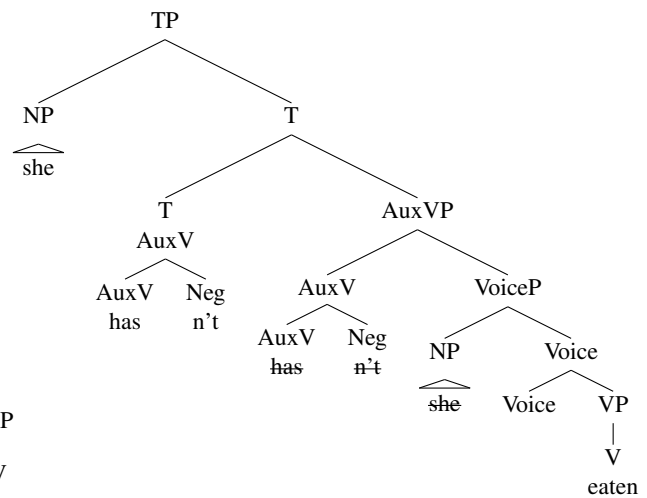 TP
NP T
she
T AuxVP
AuxV
AuxV Neg AuxV VoiceP
has n't
AuxV Neg NP Voice
has n't
she Voice VP
P
V
V
eaten